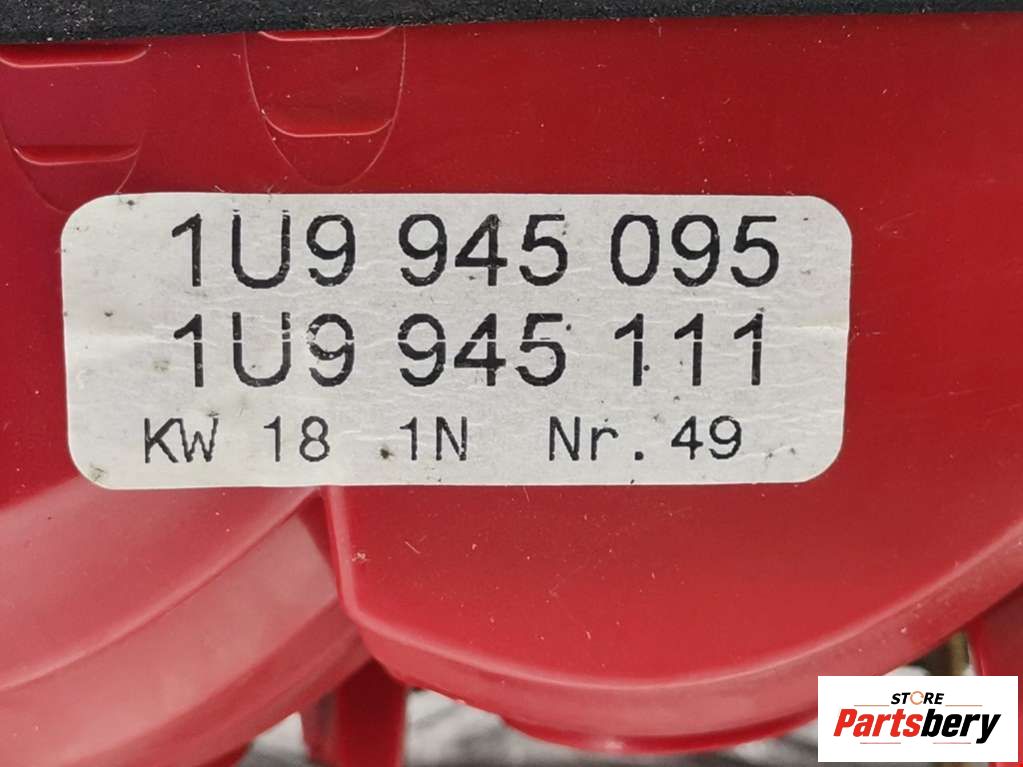 1U9 945 095
1U9 945 111
KW 18 1N Nr.49
STORE
Partsbery